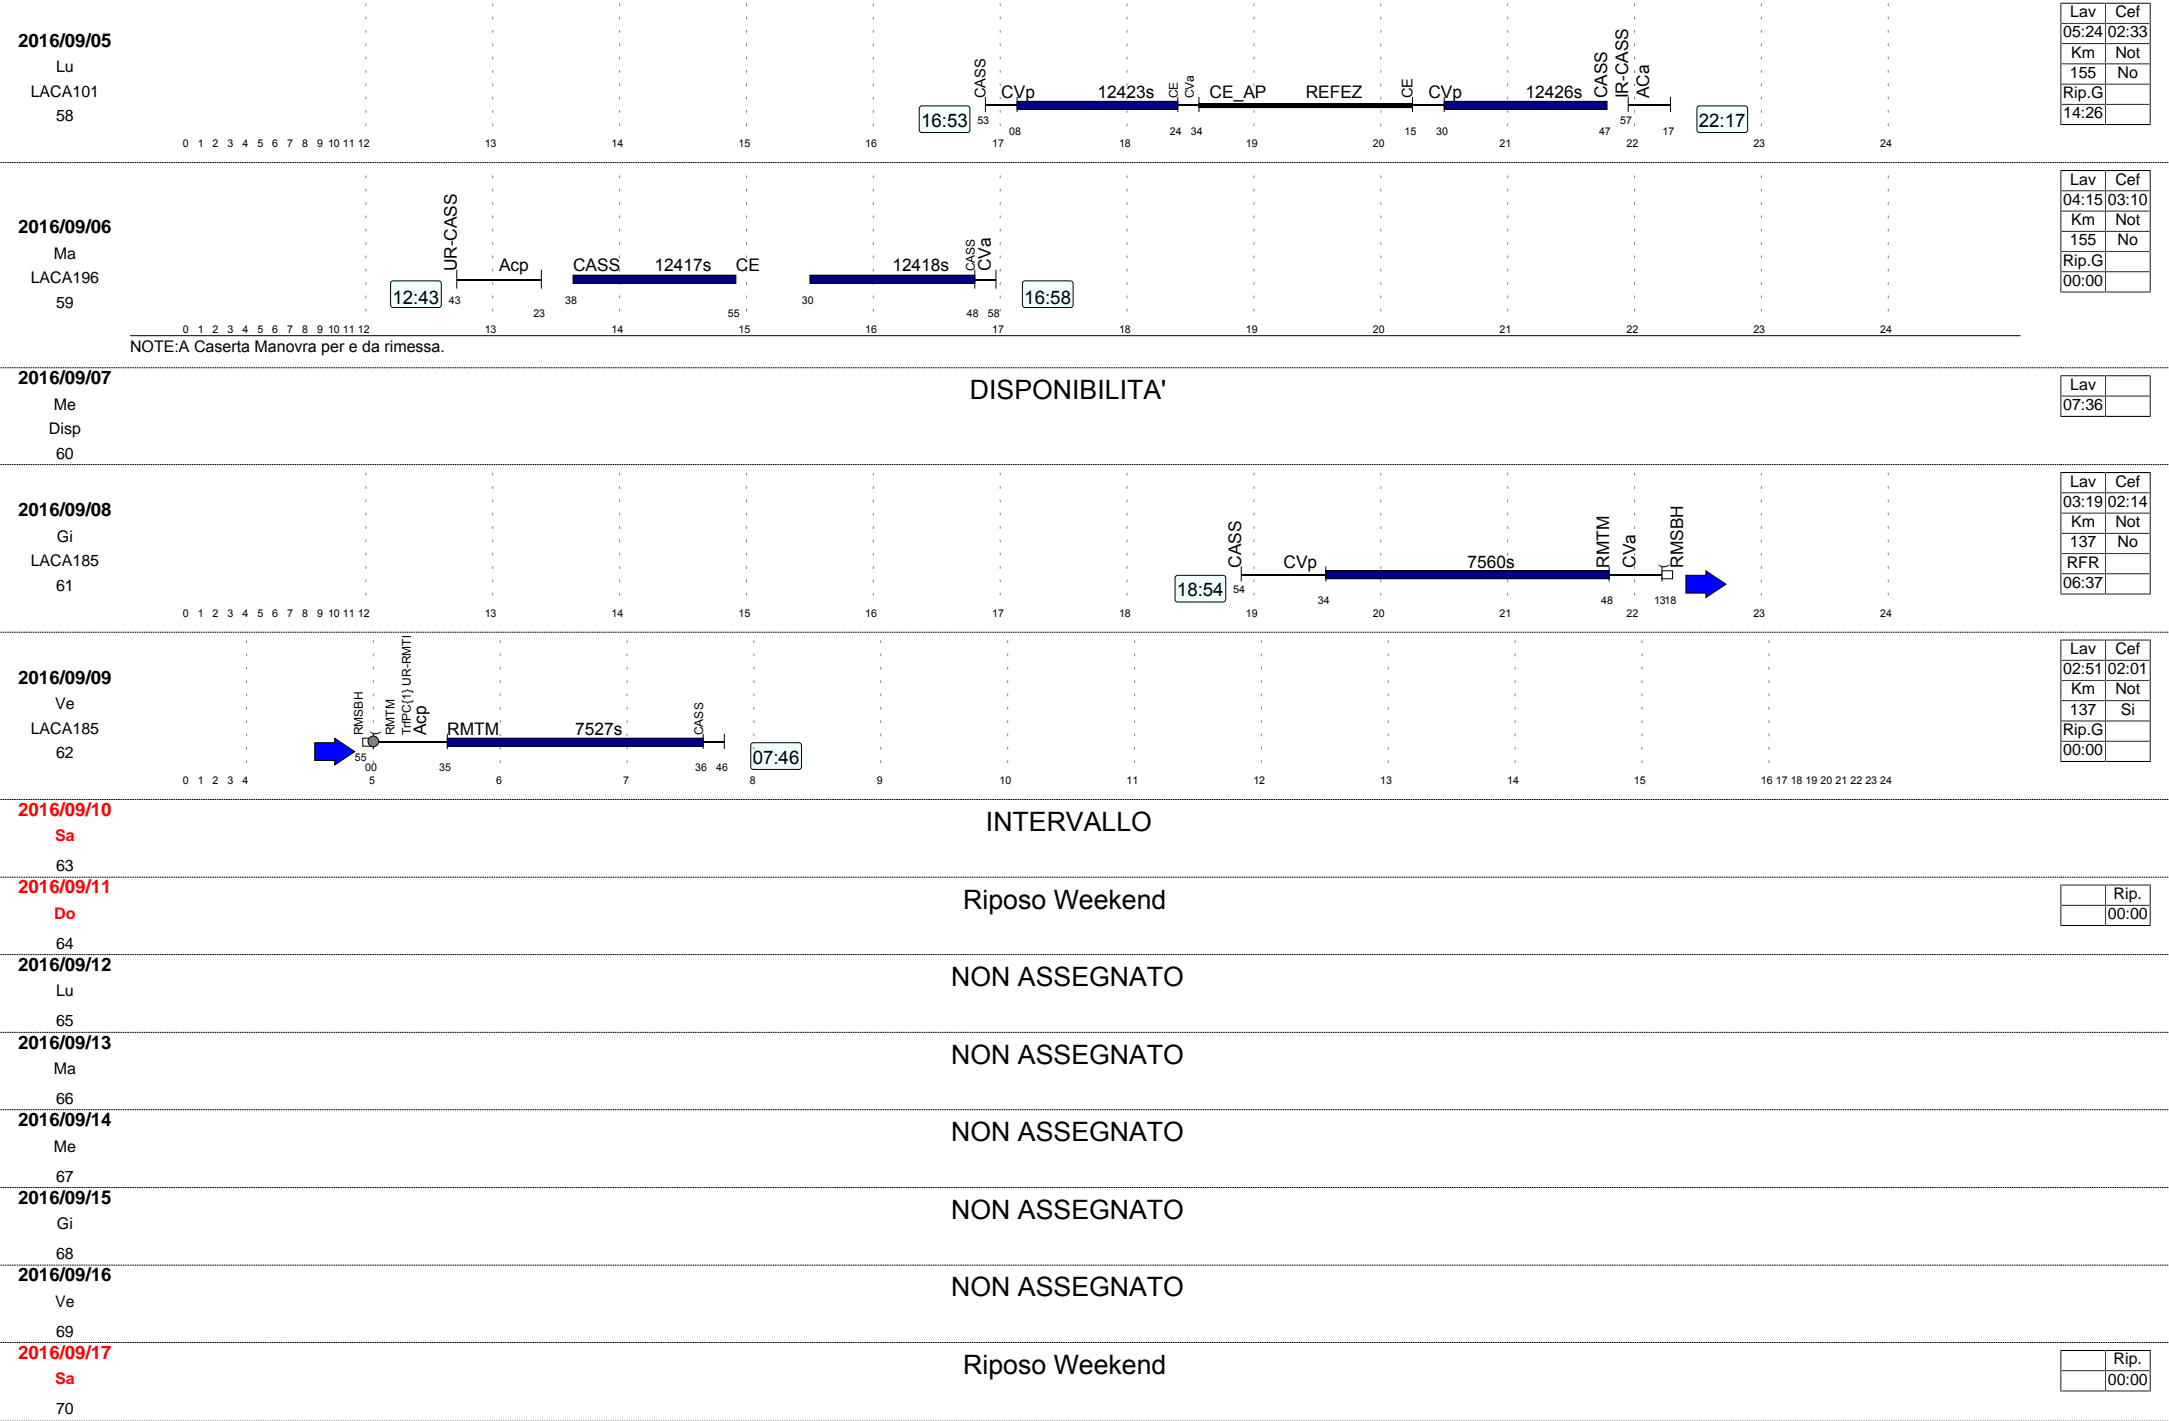 2016/09/05
Lu
LACA101
58
16:53
CASS
CVp
12423s
CE
CVa
CE_AP
REFEZ
CE
CVp
12426s
CASS
IR-CASS
ACa
22:17
53 08 24 34 15 30 47 57 17
0 1 2 3 4 5 6 7 8 9 10 11 12 13 14 15 16 17 18 19 20 21 22 23 24
Lav Cef
05:24 02:33
Km Not
155 No
Rip.G
14:26
2016/09/06
Ma
LACA196
59
12:43
UR-CASS
Acp
CASS
12417s
CE
12418s
CASS
CVa
16:58
43 23 38 55 30 48 58
0 1 2 3 4 5 6 7 8 9 10 11 12 13 14 15 16 17 18 19 20 21 22 23 24
NOTE:A Caserta Manovra per e da rimessa.
Lav Cef
04:15 03:10
Km Not
155 No
Rip.G
00:00
2016/09/07
Me
Disp
60
DISPONIBILITA'
Lav
07:36
2016/09/08
Gi
LACA185
61
18:54
CASS
CVp
7560s
RMTM
CVa
RMSBH
54 34 48 1318
0 1 2 3 4 5 6 7 8 9 10 11 12 13 14 15 16 17 18 19 20 21 22 23 24
Lav Cef
03:19 02:14
Km Not
137 No
RFR
06:37
2016/09/09
Ve
LACA185
62
RMSBH
RMTM
TrfPC{1} UR-RMTI
Acp
RMTM
7527s
CASS
07:46
55 00 35 36 46
0 1 2 3 4 5 6 7 8 9 10 11 12 13 14 15 16 17 18 19 20 21 22 23 24
Lav Cef
02:51 02:01
Km Not
137 Si
Rip.G
00:00
2016/09/10
Sa
63
INTERVALLO
2016/09/11
Do
64
Riposo Weekend
Rip.
00:00
2016/09/12
Lu
65
NON ASSEGNATO
2016/09/13
Ma
66
NON ASSEGNATO
2016/09/14
Me
67
NON ASSEGNATO
2016/09/15
Gi
68
NON ASSEGNATO
2016/09/16
Ve
69
NON ASSEGNATO
2016/09/17
Sa
70
Riposo Weekend
Rip.
00:00